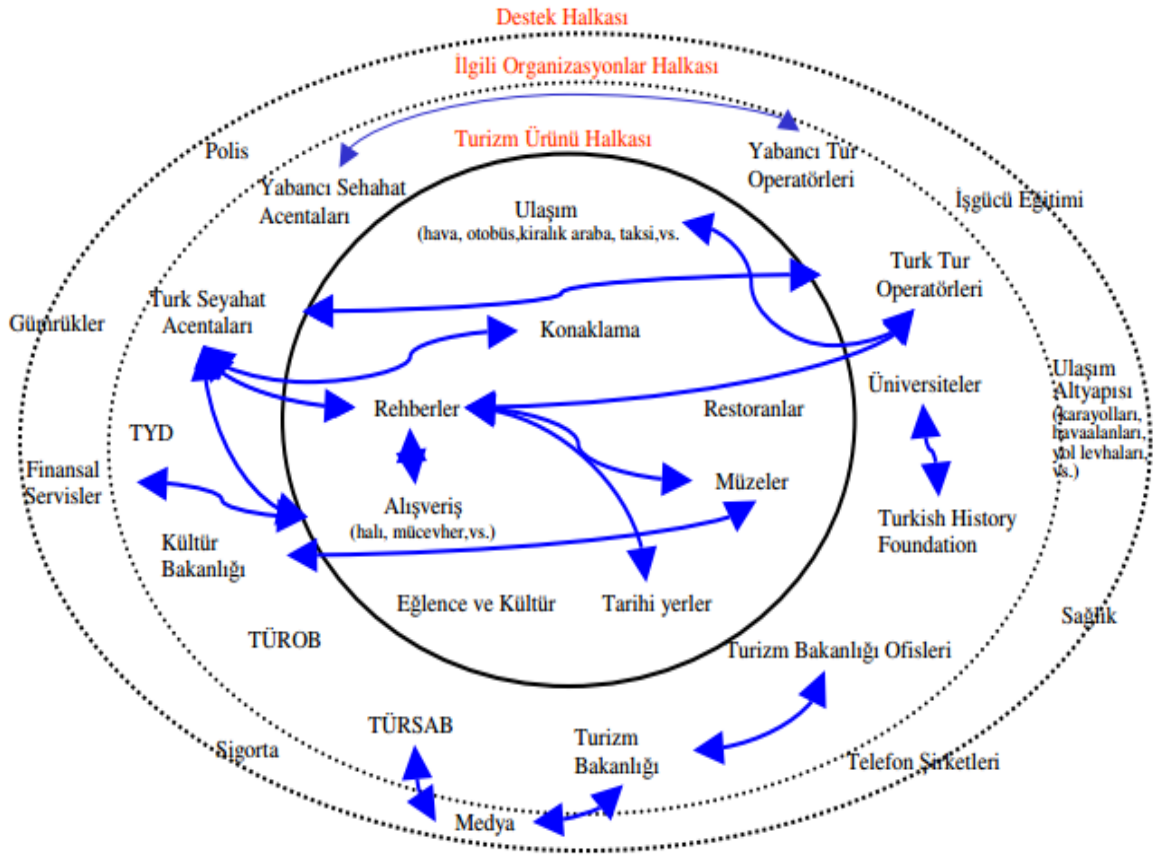 Destek Halkası
İlgili Organizasyonlar Halkası
Turizm Ürünü Halkası
Polis
Yabancı Sehahat
Acentaları
Yabancı Tur
Operatörleri
İşgücü Eğitimi
Ulaşım
(hava, otobüs,kiralık araba, taksi,vs.
Turk Tur
Operatörleri
Turk Seyahat
Acentaları
Gümrükler
Konaklama
Üniversiteler
Ulaşım
Altyapısı
(karayolları,
havaalanları,
yol levhaları,
vs.)
Rehberler
Restoranlar
TYD
Finansal
Servisler
Müzeler
Alışveriş
(halı, mücevher,vs.)
Turkish History
Foundation
Kültür
Bakanlığı
Eğlence ve Kültür
Tarihi yerler
Sağlik
TÜROB
Turizm Bakanlığı Ofisleri
TÜRSAB
Sigorta
Turizm
Bakanlığı
Telefon Şirketleri
Medya